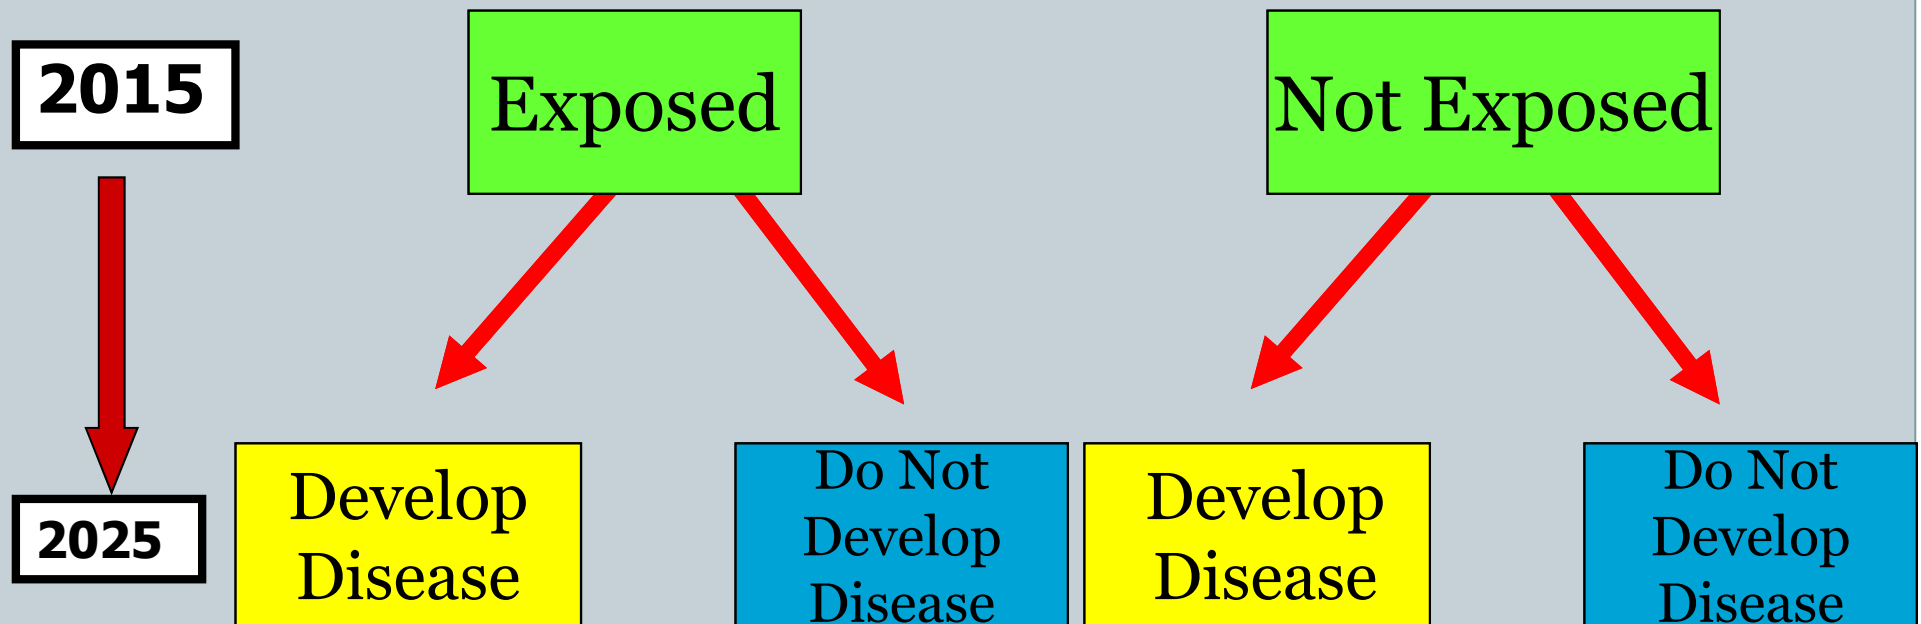 2015
Exposed
Not Exposed
2025
Develop
Disease
Do Not
Develop
Disease
Develop
Disease
Do Not
Develop
Disease